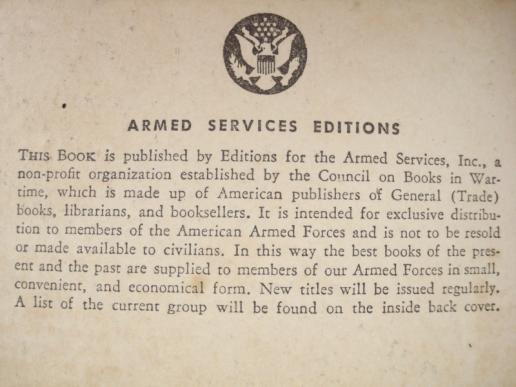 ARMED SERVICES EDITIONS
THIS BOOK is published by Editions for the Armed Services, Inc., a
non-profit organization established by the Council on Books in War-
time, which is made up of American publishers of General (Trade)
books, librarians, and booksellers. It is intended for exclusive distribu-
tion to members of the American Armed Forces and is not to be resold
or made available to civilians. In this way the best books of the pres-
ent and the past are supplied to members of our Armed Forces in small,
convenient, and economical form. New titles will be issued regularly.
A list of the current group will be found on the inside back cover.